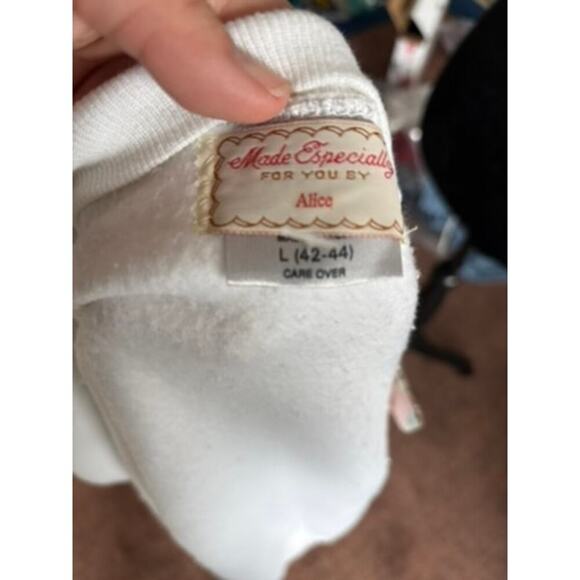 Made Especially
FOR YOU BY
Alice
L (42-44)
CARE OVER